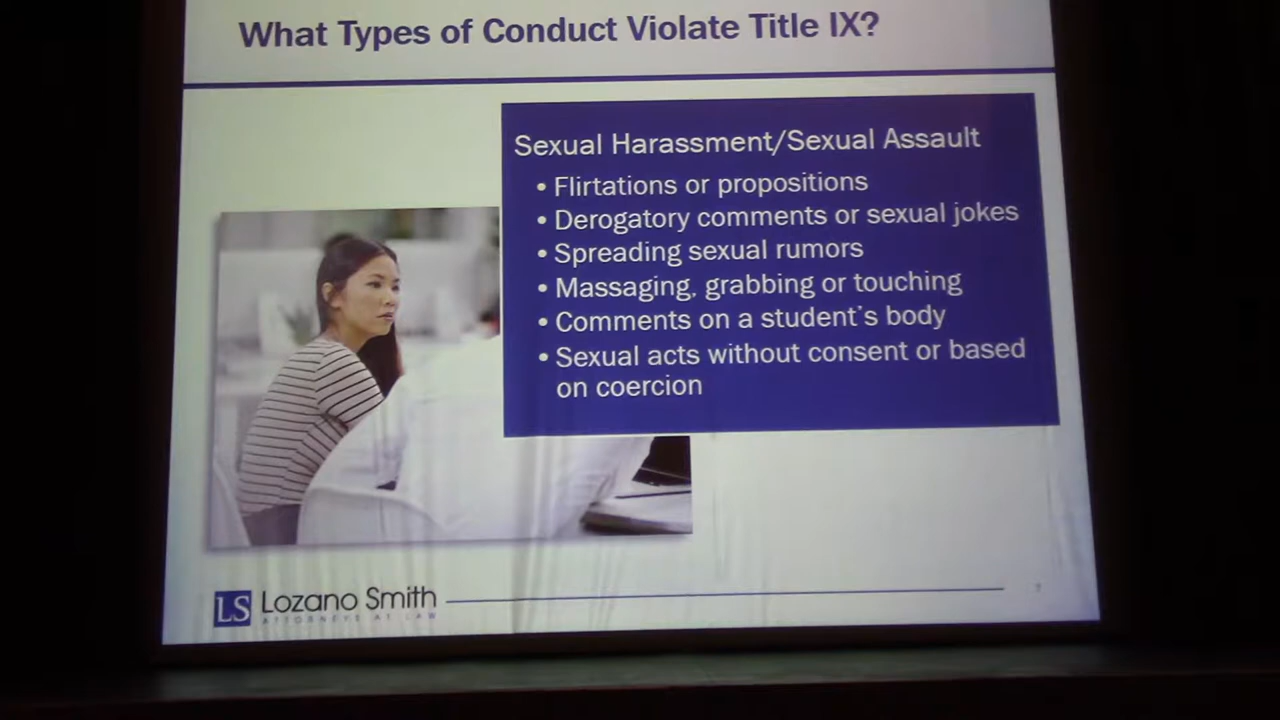 What Types of Conduct Violate Title IX?
Sexual Harassment/Sexual Assault
• Flirtations or propositions
• Derogatory comments or sexual jokes
• Spreading sexual rumors
• Massaging, grabbing or touching
• Comments on a student's body
• Sexual acts without consent or based
on coercion
LS Lozano Smith
ATTORNEYS AT LAW